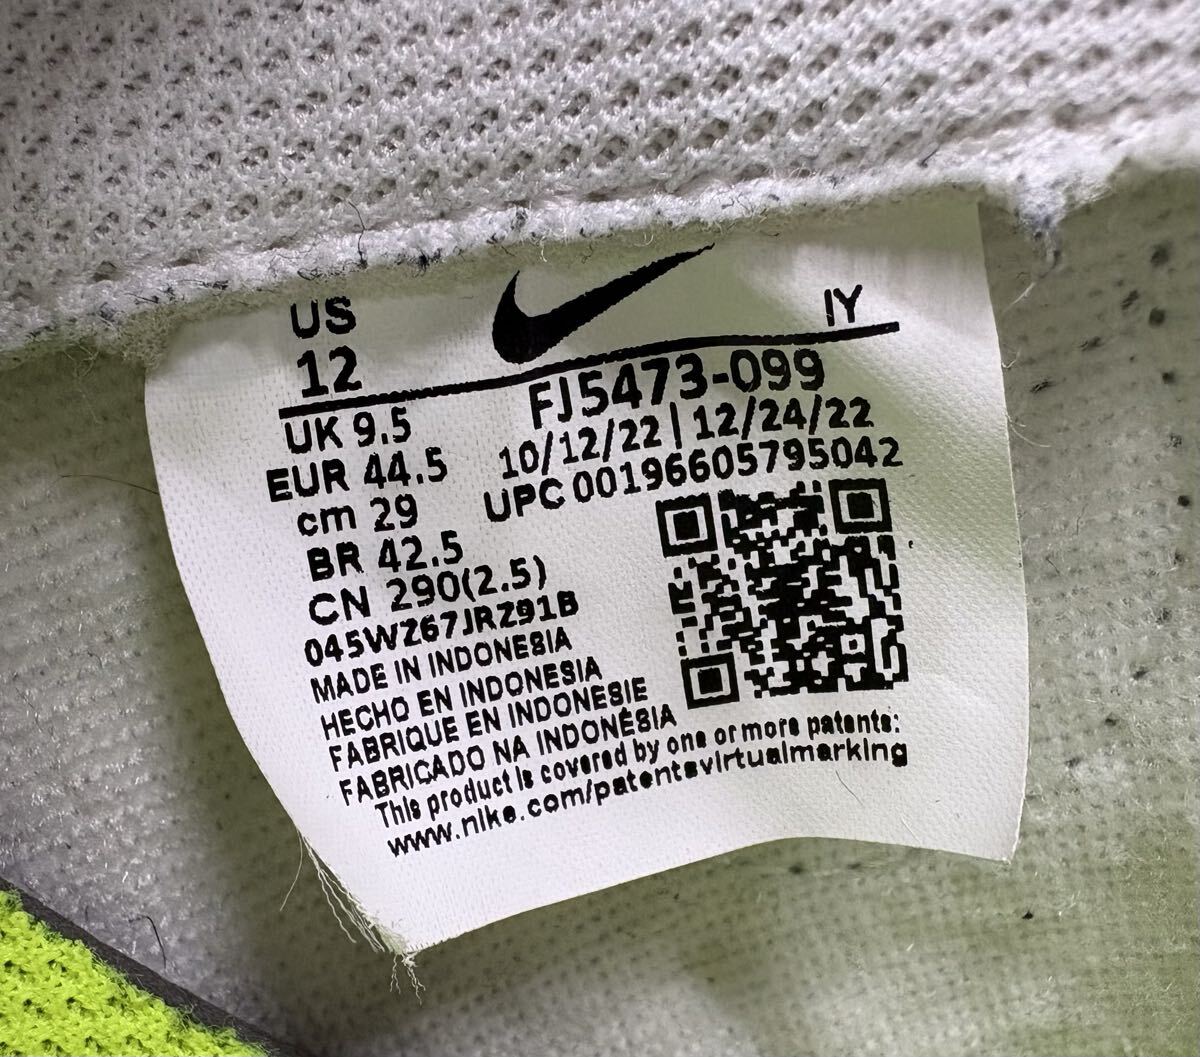 US
12
IY
UK 9.5
EUR 44.5
cm 29
BR 42.5
CN 290(2.5)
FJ5473-099
10/12/22 | 12/24/22
UPC 00196605795042
045WZ67JRZ91B
MADE IN INDONESIA
HECHO EN INDONESIA
FABRIQUE EN INDONESIE
FABRICADO NA INDONÉSIA
This product is covered by one or more patents:
www.nike.com/patentsvirtualmarking